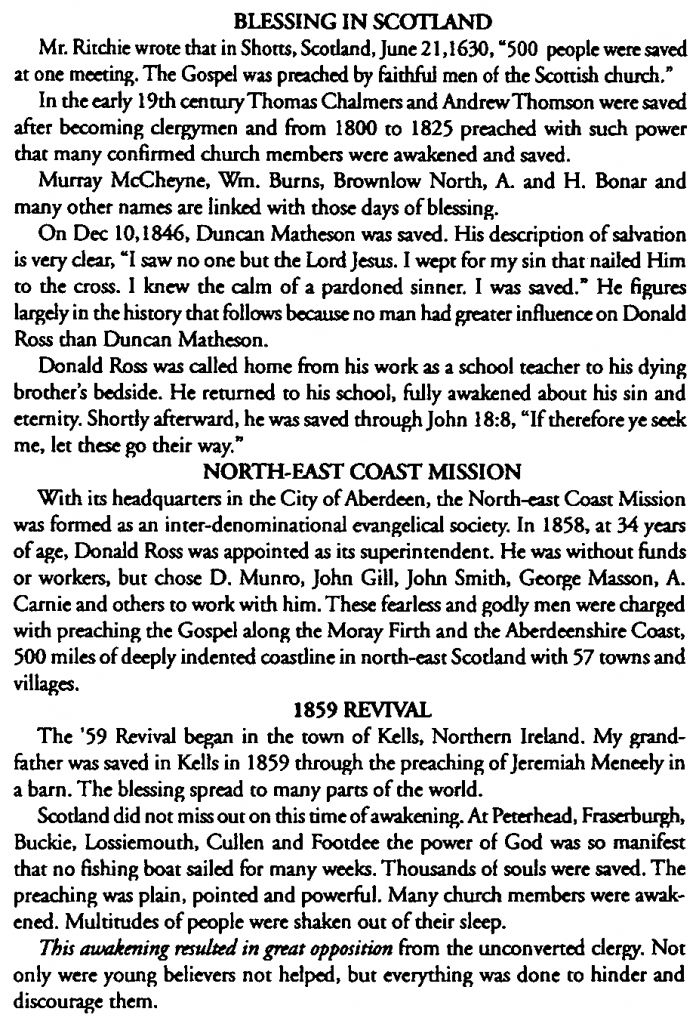 BLESSING IN SCOTLAND
Mr. Ritchie wrote that in Shotts, Scotland, June 21,1630, “500 people were saved
at one meeting. The Gospel was preached by faithful men of the Scottish church.”
In the early 19th century Thomas Chalmers and Andrew Thomson were saved
after becoming clergymen and from 1800 to 1825 preached with such power
that many confirmed church members were awakened and saved.
Murray McCheyne, Wm. Burns, Brownlow North, A. and H. Bonar and
many other names are linked with those days of blessing.
On Dec 10,1846, Duncan Matheson was saved. His description of salvation
is very clear, “I saw no one but the Lord Jesus. I wept for my sin that nailed Him
to the cross. I knew the calm of a pardoned sinner. I was saved.” He figures
largely in the history that follows because no man had greater influence on Donald
Ross than Duncan Matheson.
Donald Ross was called home from his work as a school teacher to his dying
brother’s bedside. He returned to his school, fully awakened about his sin and
eternity. Shortly afterward, he was saved through John 18:8, “If therefore ye seek
me, let these go their way.”
NORTH-EAST COAST MISSION
With its headquarters in the City of Aberdeen, the North-east Coast Mission
was formed as an inter-denominational evangelical society. In 1858, at 34 years
of age, Donald Ross was appointed as its superintendent. He was without funds
or workers, but chose D. Munro, John Gill, John Smith, George Masson, A.
Carnie and others to work with him. These fearless and godly men were charged
with preaching the Gospel along the Moray Firth and the Aberdeenshire Coast,
500 miles of deeply indented coastline in north-east Scotland with 57 towns and
villages.
1859 REVIVAL
The ’59 Revival began in the town of Kells, Northern Ireland. My grand-
father was saved in Kells in 1859 through the preaching of Jeremiah Meneely in
a barn. The blessing spread to many parts of the world.
Scotland did not miss out on this time of awakening. At Peterhead, Fraserburgh,
Buckie, Lossiemouth, Cullen and Footdee the power of God was so manifest
that no fishing boat sailed for many weeks. Thousands of souls were saved. The
preaching was plain, pointed and powerful. Many church members were awak-
ened. Multitudes of people were shaken out of their sleep.
This awakening resulted in great opposition from the unconverted clergy. Not
only were young believers not helped, but everything was done to hinder and
discourage them.